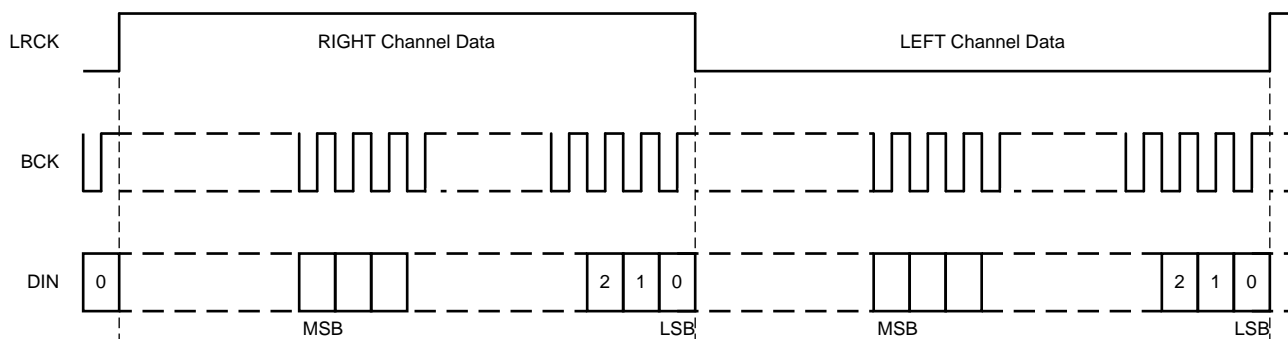 LRCK RIGHT Channel Data LEFT Channel Data
BCK
DIN 0 2 1 0 2 1 0
MSB LSB MSB LSB